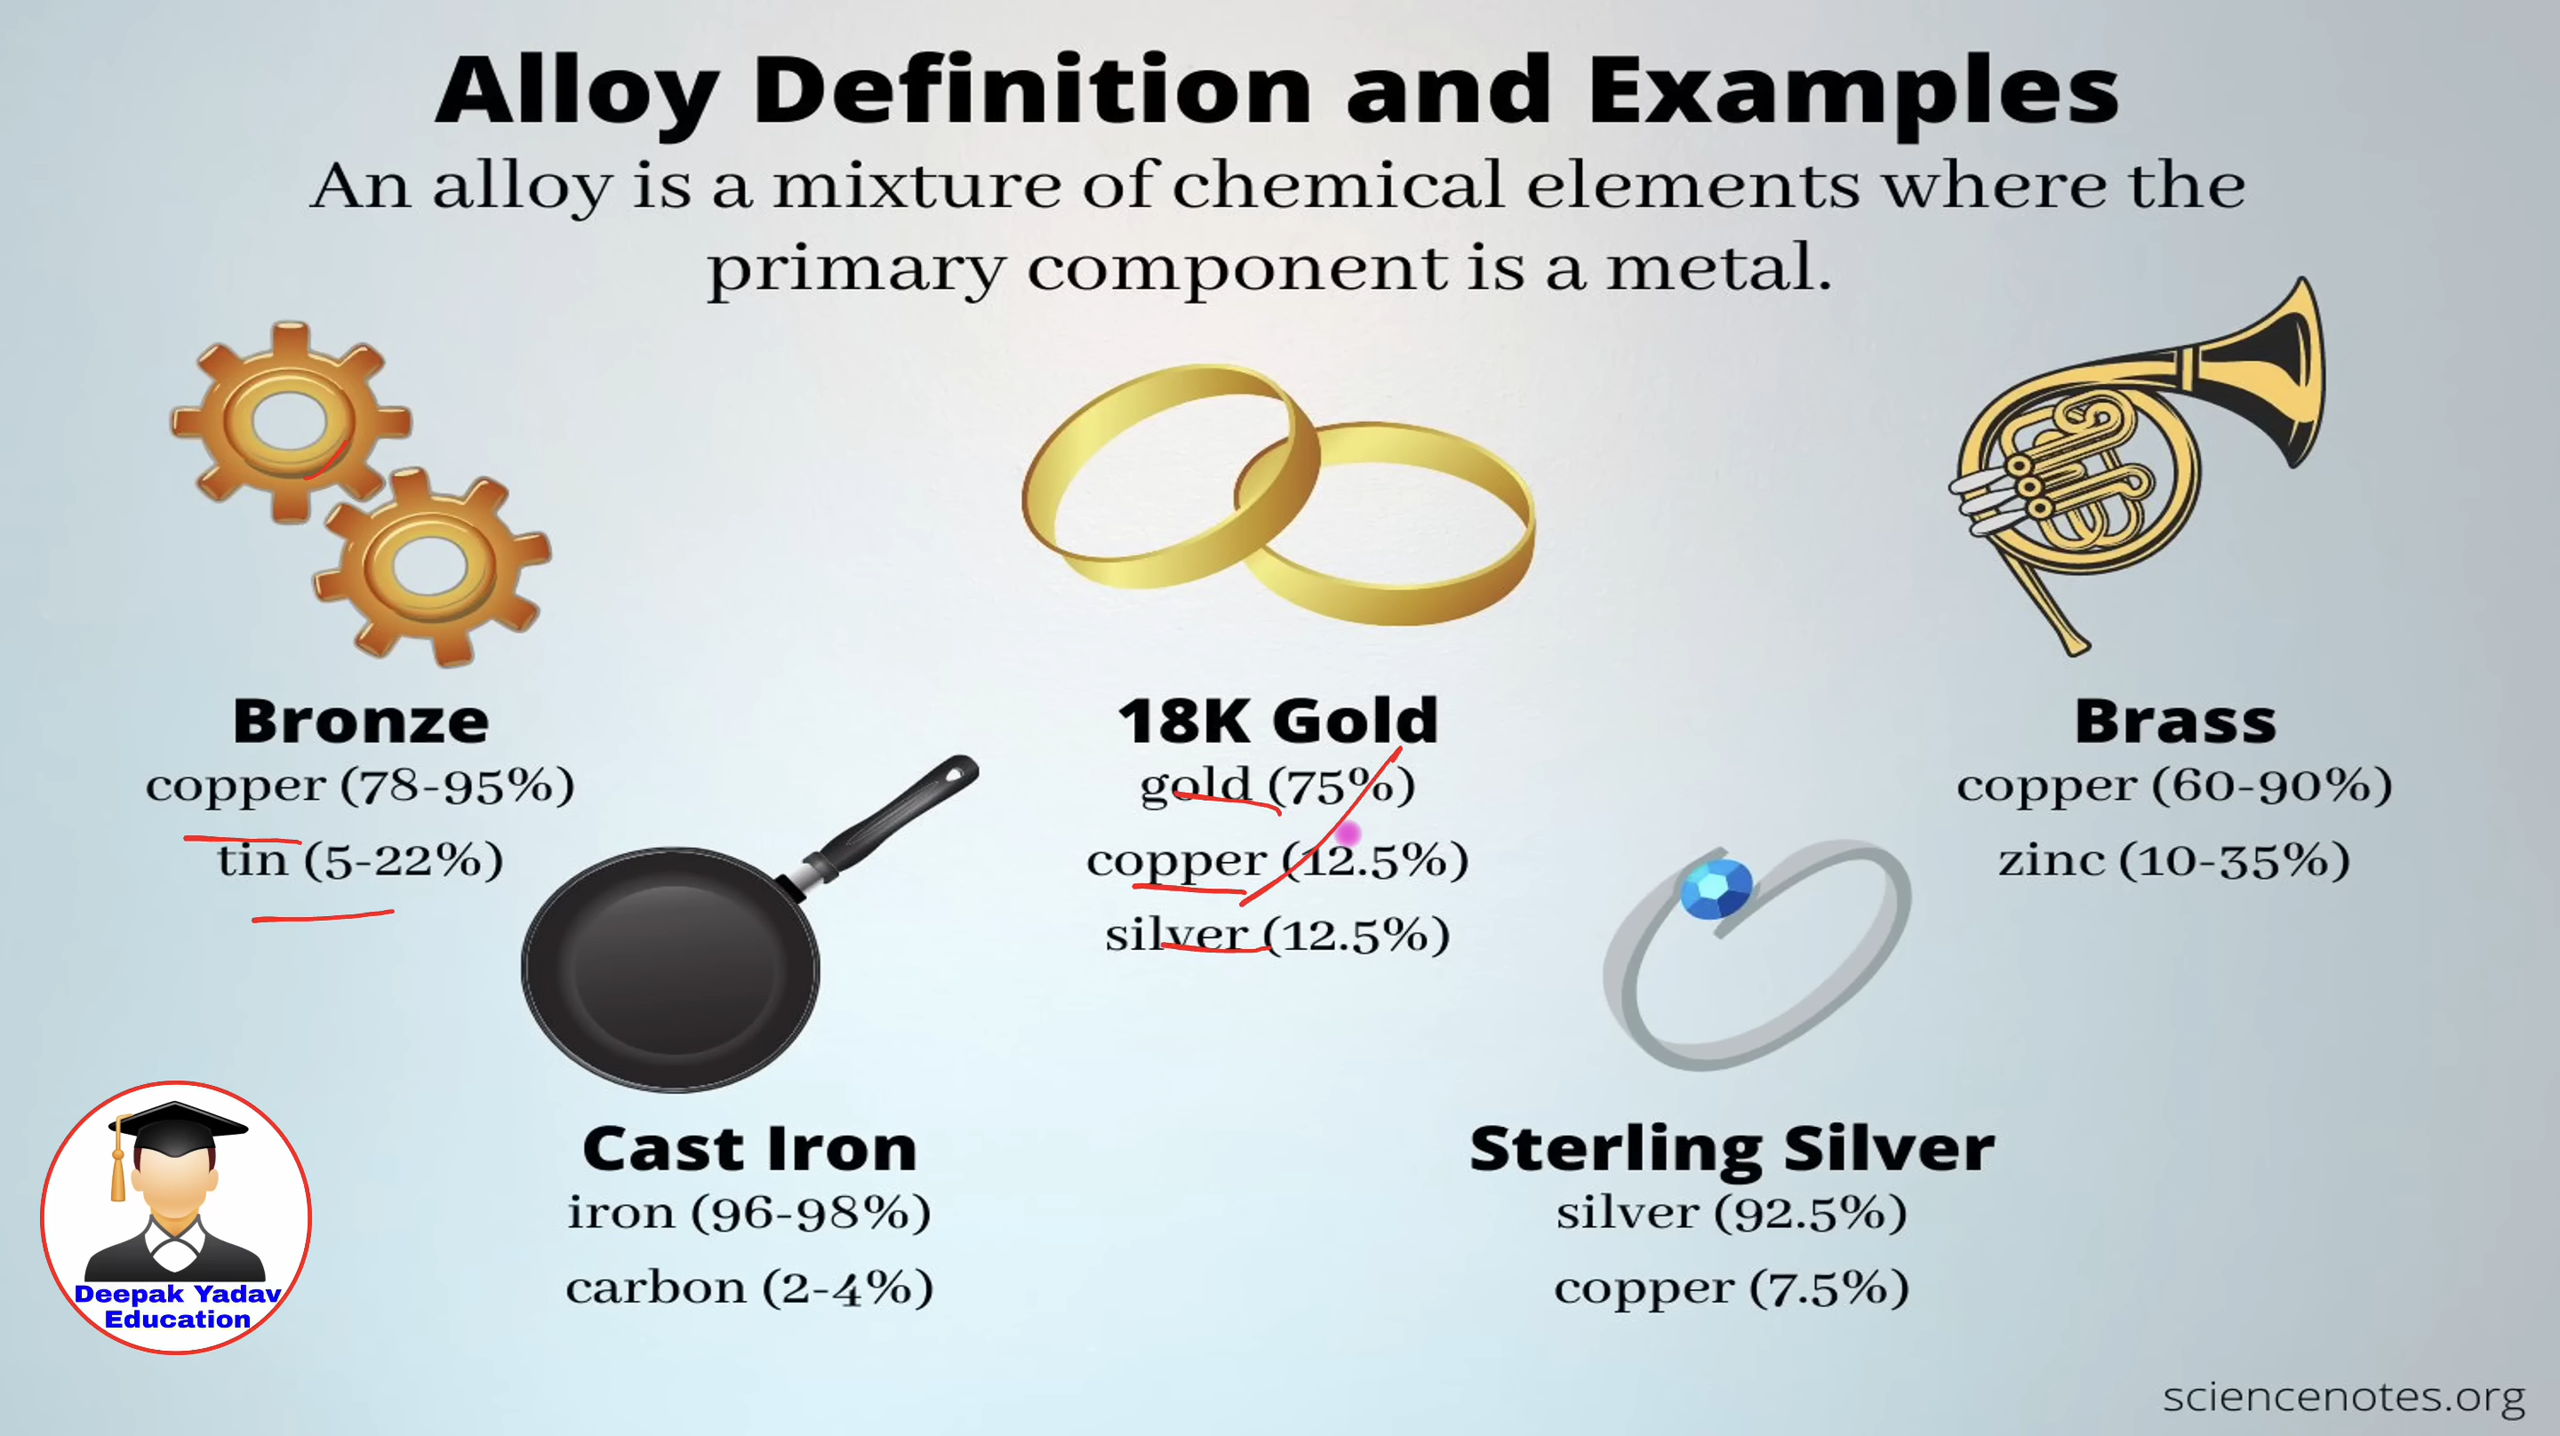 Alloy Definition and Examples
An alloy is a mixture of chemical elements where the
primary component is a metal.
Bronze
copper (78-95%)
tin (5-22%)
18K Gold
gold (75%)
copper (12.5%)
silver (12.5%)
Brass
copper (60-90%)
zinc (10-35%)
Cast Iron
iron (96-98%)
carbon (2-4%)
Sterling Silver
silver (92.5%)
copper (7.5%)
Deepak Yadav
Education
sciencenotes.org